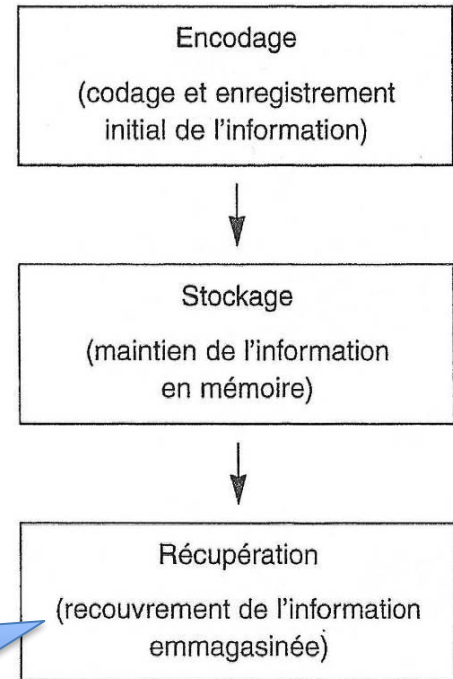 Encodage
(codage et enregistrement
initial de l'information)
Stockage
(maintien de l'information
en mémoire)
Récupération
(recouvrement de l'information
emmagasinée)